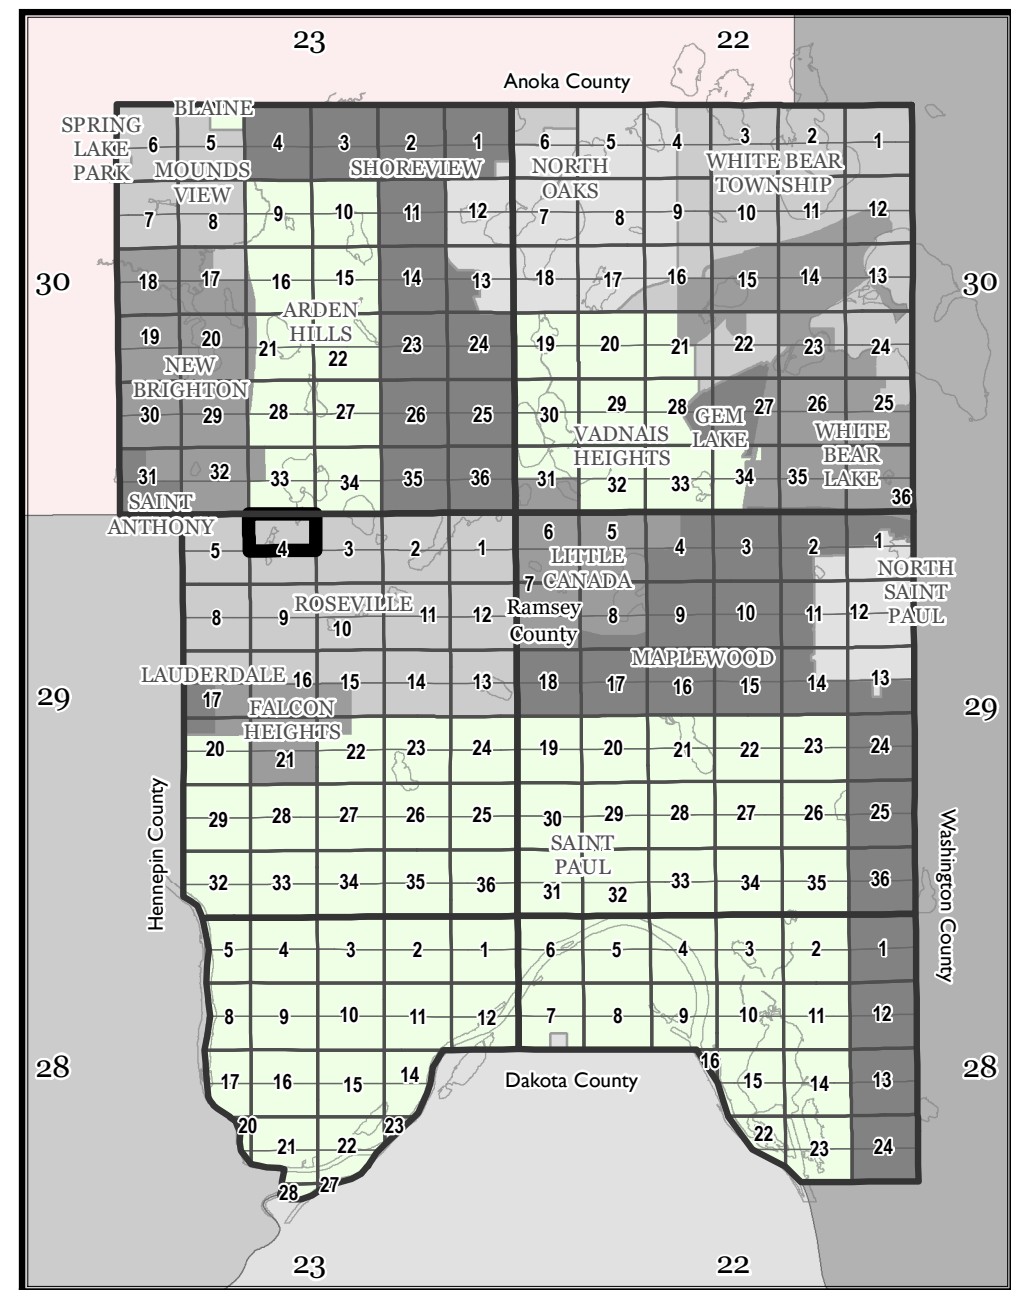 23 22
Anoka County
BLAINE
SPRING
LAKE
PARK
6 5 4 3 2 1 6 5 4 3 2 1
MOUNDS
VIEW
SHOREVIEW
NORTH
OAKS
WHITE BEAR
TOWNSHIP
7 8 9 10 11 12 7 8 9 10 11 12
30 18 17 16 15 14 13 18 17 16 15 14 13 30
ARDEN
HILLS
19 20 21 22 23 24 19 20 21 22 23 24
NEW
BRIGHTON
30 29 28 27 26 25 30 29 28 27 26 25
GEM
LAKE
VADNAIS
HEIGHTS
WHITE
BEAR
LAKE
31 32 33 34 35 36 31 32 33 34 35 36
SAINT
ANTHONY
5 4 3 2 1 6 5 4 3 2 1
LITTLE
CANADA
NORTH
SAINT
PAUL
8 9 10 11 12 7 8 9 10 11 12
ROSEVILLE
Ramsey
County
MAPLEWOOD
LAUDERDALE
29 17 16 15 14 13 18 17 16 15 14 13 29
FALCON
HEIGHTS
20 21 22 23 24 19 20 21 22 23 24
Hennepin County
29 28 27 26 25 30 29 28 27 26 25
Washington County
SAINT
PAUL
32 33 34 35 36 31 32 33 34 35 36
5 4 3 2 1 6 5 4 3 2 1
8 9 10 11 12 7 8 9 10 11 12
28 17 16 15 14 16 15 14 13 28
Dakota County
20 21 22 23 22 23 24
28 27
23 22